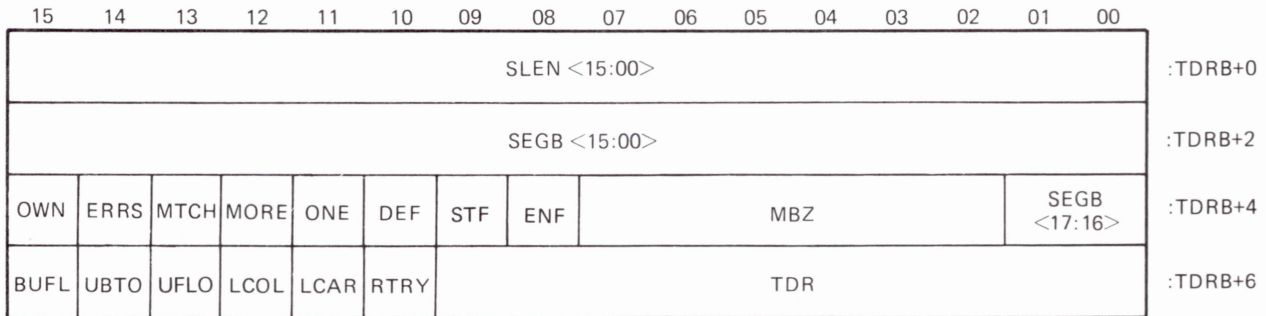 15 14 13 12 11 10 09 08 07 06 05 04 03 02 01 00
SLEN <15:00> :TDRB+0
SEGB <15:00> :TDRB+2
OWN ERRS MTCH MORE ONE DEF STF ENF MBZ SEGB <17:16> :TDRB+4
BUFL UBTO UFLO LCOL LCAR RTRY TDR :TDRB+6